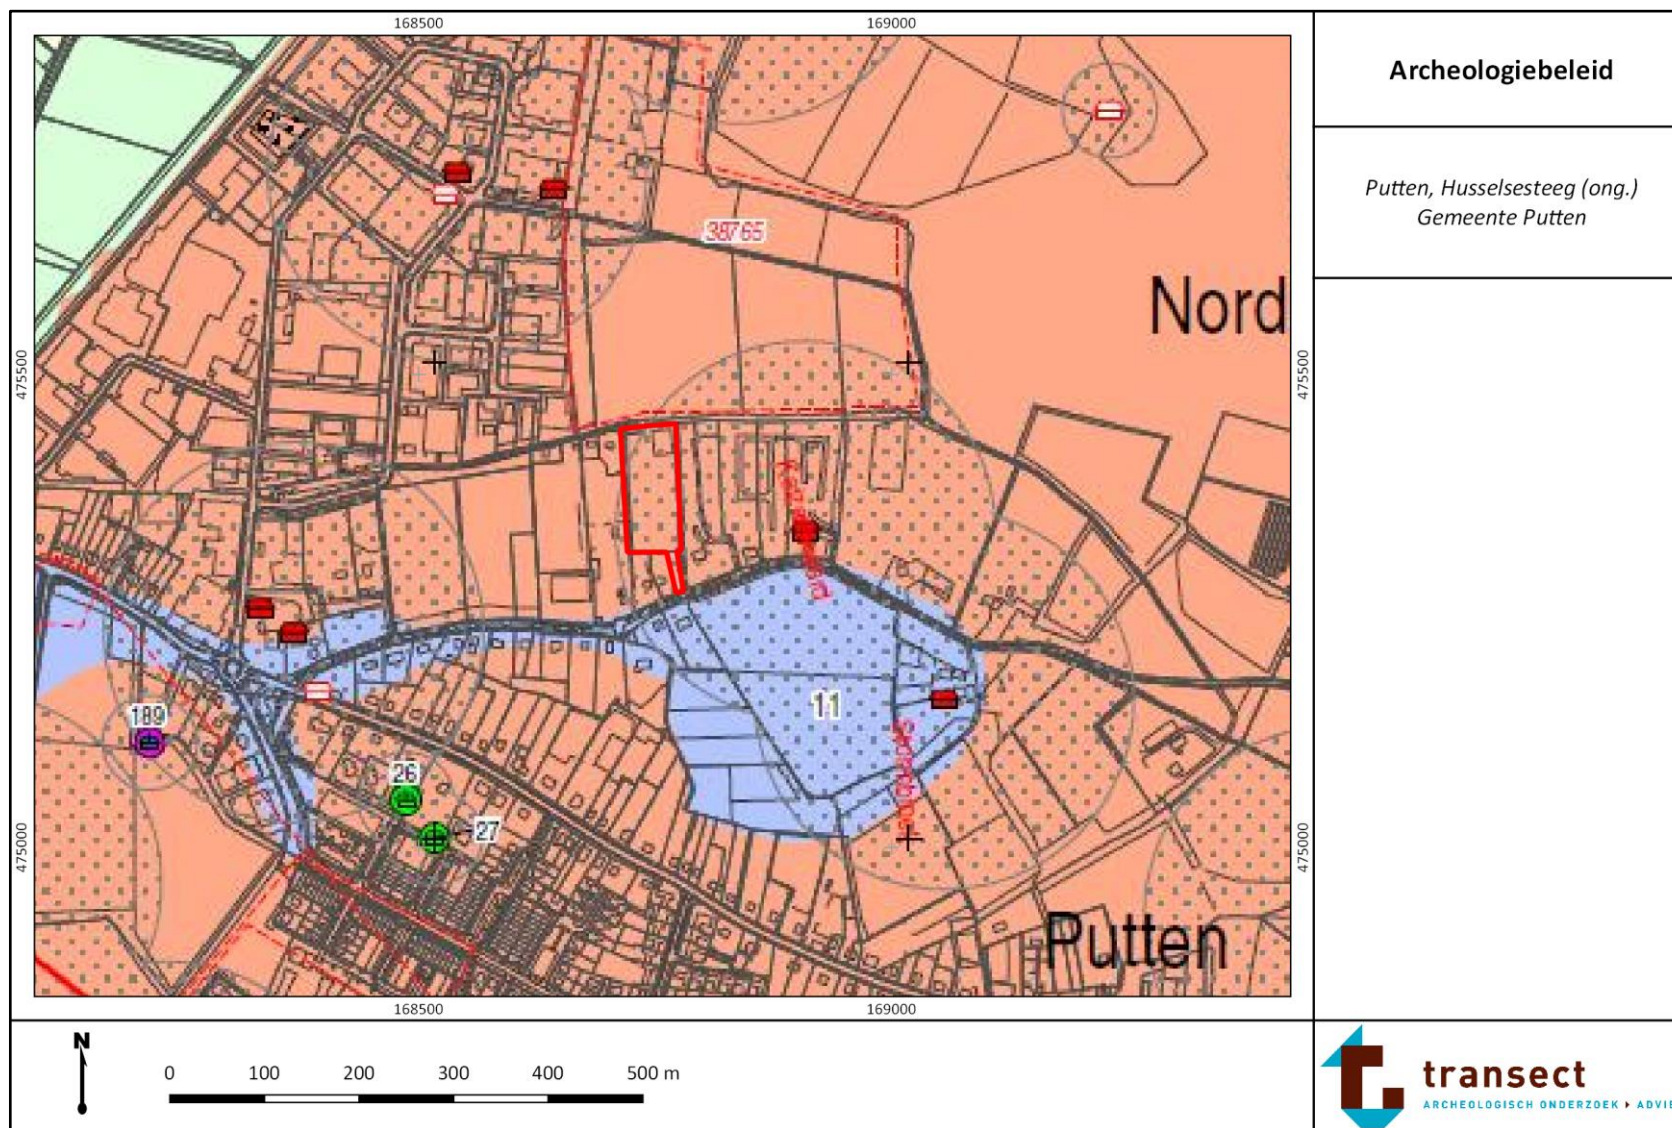 168500
169000
Archeologiebeleid
Putten, Husselsesteeg (ong.)
Gemeente Putten
38765
Nord
475500
475500
189
26
27
11
475000
475000
Putten
168500
169000
N
0 100 200 300 400 500 m
transect
ARCHEOLOGISCH ONDERZOEK ▸ ADVIE